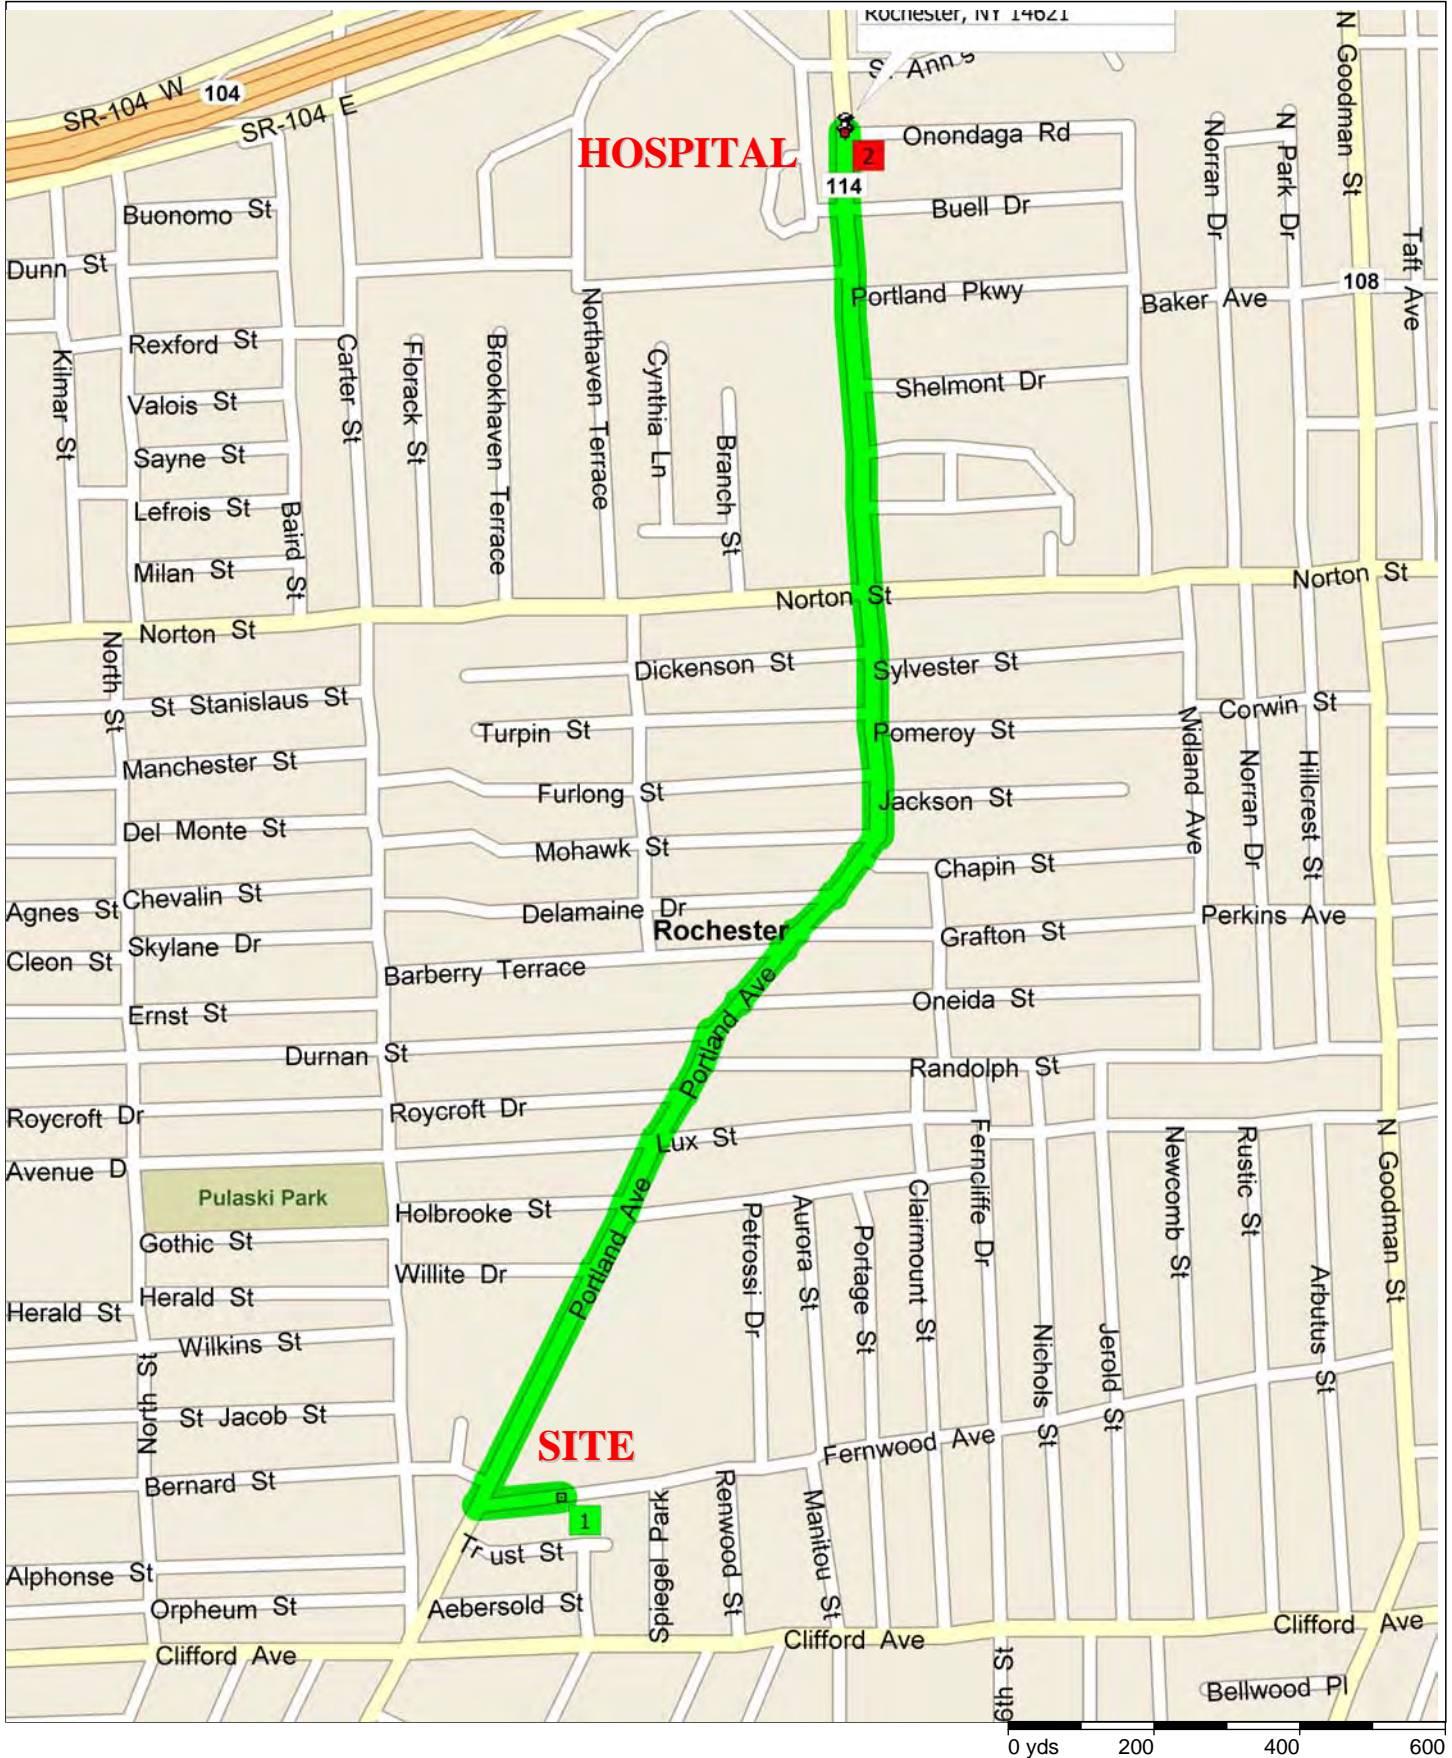 Rochester, NY 14621
St Ann's
N Goodman St
SR-104 W
104
SR-104 E
HOSPITAL
2
Onondaga Rd
Norran Dr
N Park Dr
114
Buonomo St
Buell Dr
Taft Ave
Dunn St
108
Portland Pkwy
Baker Ave
Northaven Terrace
Rexford St
Kilmar St
Carter St
Florack St
Brookhaven Terrace
Cynthia Ln
Shelmont Dr
Valois St
Branch St
Sayne St
Lefrois St
Baird St
Milan St
Norton St
Norton St
Norton St
North St
Dickenson St
Sylvester St
St Stanislaus St
Corwin St
Turpin St
Pomeroy St
Midland Ave
Manchester St
Norran Dr
Hillcrest St
Furlong St
Jackson St
Del Monte St
Mohawk St
Chapin St
Chevalin St
Agnes St
Delamaine Dr
Perkins Ave
Rochester
Grafton St
Skylane Dr
Cleon St
Barberry Terrace
Portland Ave
Oneida St
Ernst St
Durnan St
Randolph St
Roycroft Dr
Roycroft Dr
Lux St
Ferncliffe Dr
Newcomb St
Rustic St
N Goodman St
Avenue D
Pulaski Park
Portland Ave
Holbrooke St
Petrossi Dr
Aurora St
Portage St
Clairmount St
Gothic St
Willite Dr
Arbutus St
Herald St
Herald St
Wilkins St
Nichols St
Jerold St
North St
St Jacob St
SITE
Fernwood Ave
Bernard St
Renwood St
Manitou St
Spiegel Park
1
Trust St
Alphonse St
Aebersold St
Orpheum St
Clifford Ave
Clifford Ave
Clifford Ave
6th St
Bellwood Pl
0 yds 200 400 600